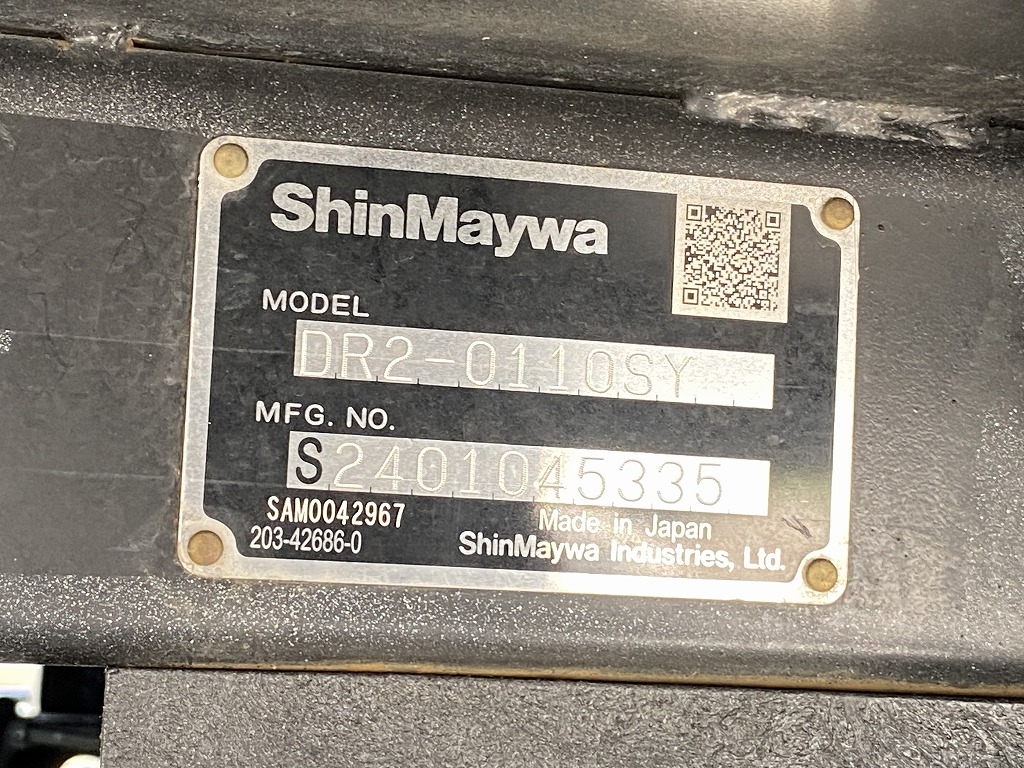 ShinMaywa
MODEL
DR2-0110SY
MFG. NO.
S2401045335
SAM0042967
203-42686-0
Made in Japan
ShinMaywa Industries, Ltd.